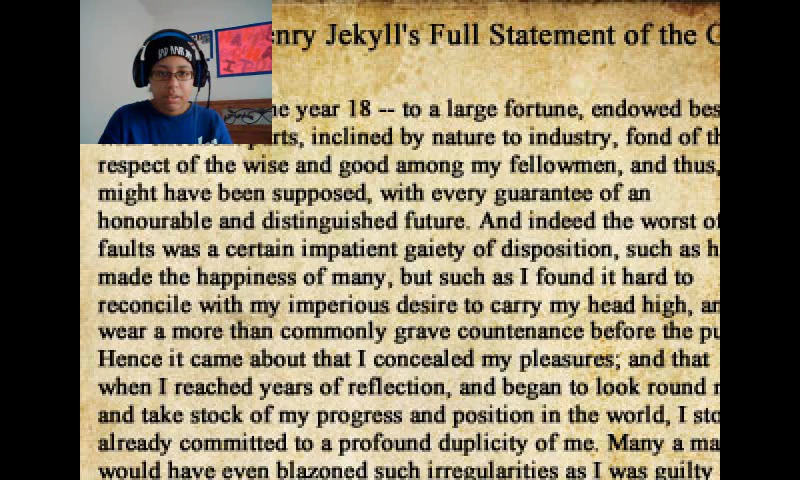 nry Jekyll's Full Statement of the C
he year 18 -- to a large fortune, endowed bes
rts, inclined by nature to industry, fond of th
respect of the wise and good among my fellowmen, and thus,
might have been supposed, with every guarantee of an
honourable and distinguished future. And indeed the worst of
faults was a certain impatient gaiety of disposition, such as h
made the happiness of many, but such as I found it hard to
reconcile with my imperious desire to carry my head high, an
wear a more than commonly grave countenance before the pu
Hence it came about that I concealed my pleasures; and that
when I reached years of reflection, and began to look round
and take stock of my progress and position in the world, I sto
already committed to a profound duplicity of me. Many a ma
would have even blazoned such irregularities as I was guilty